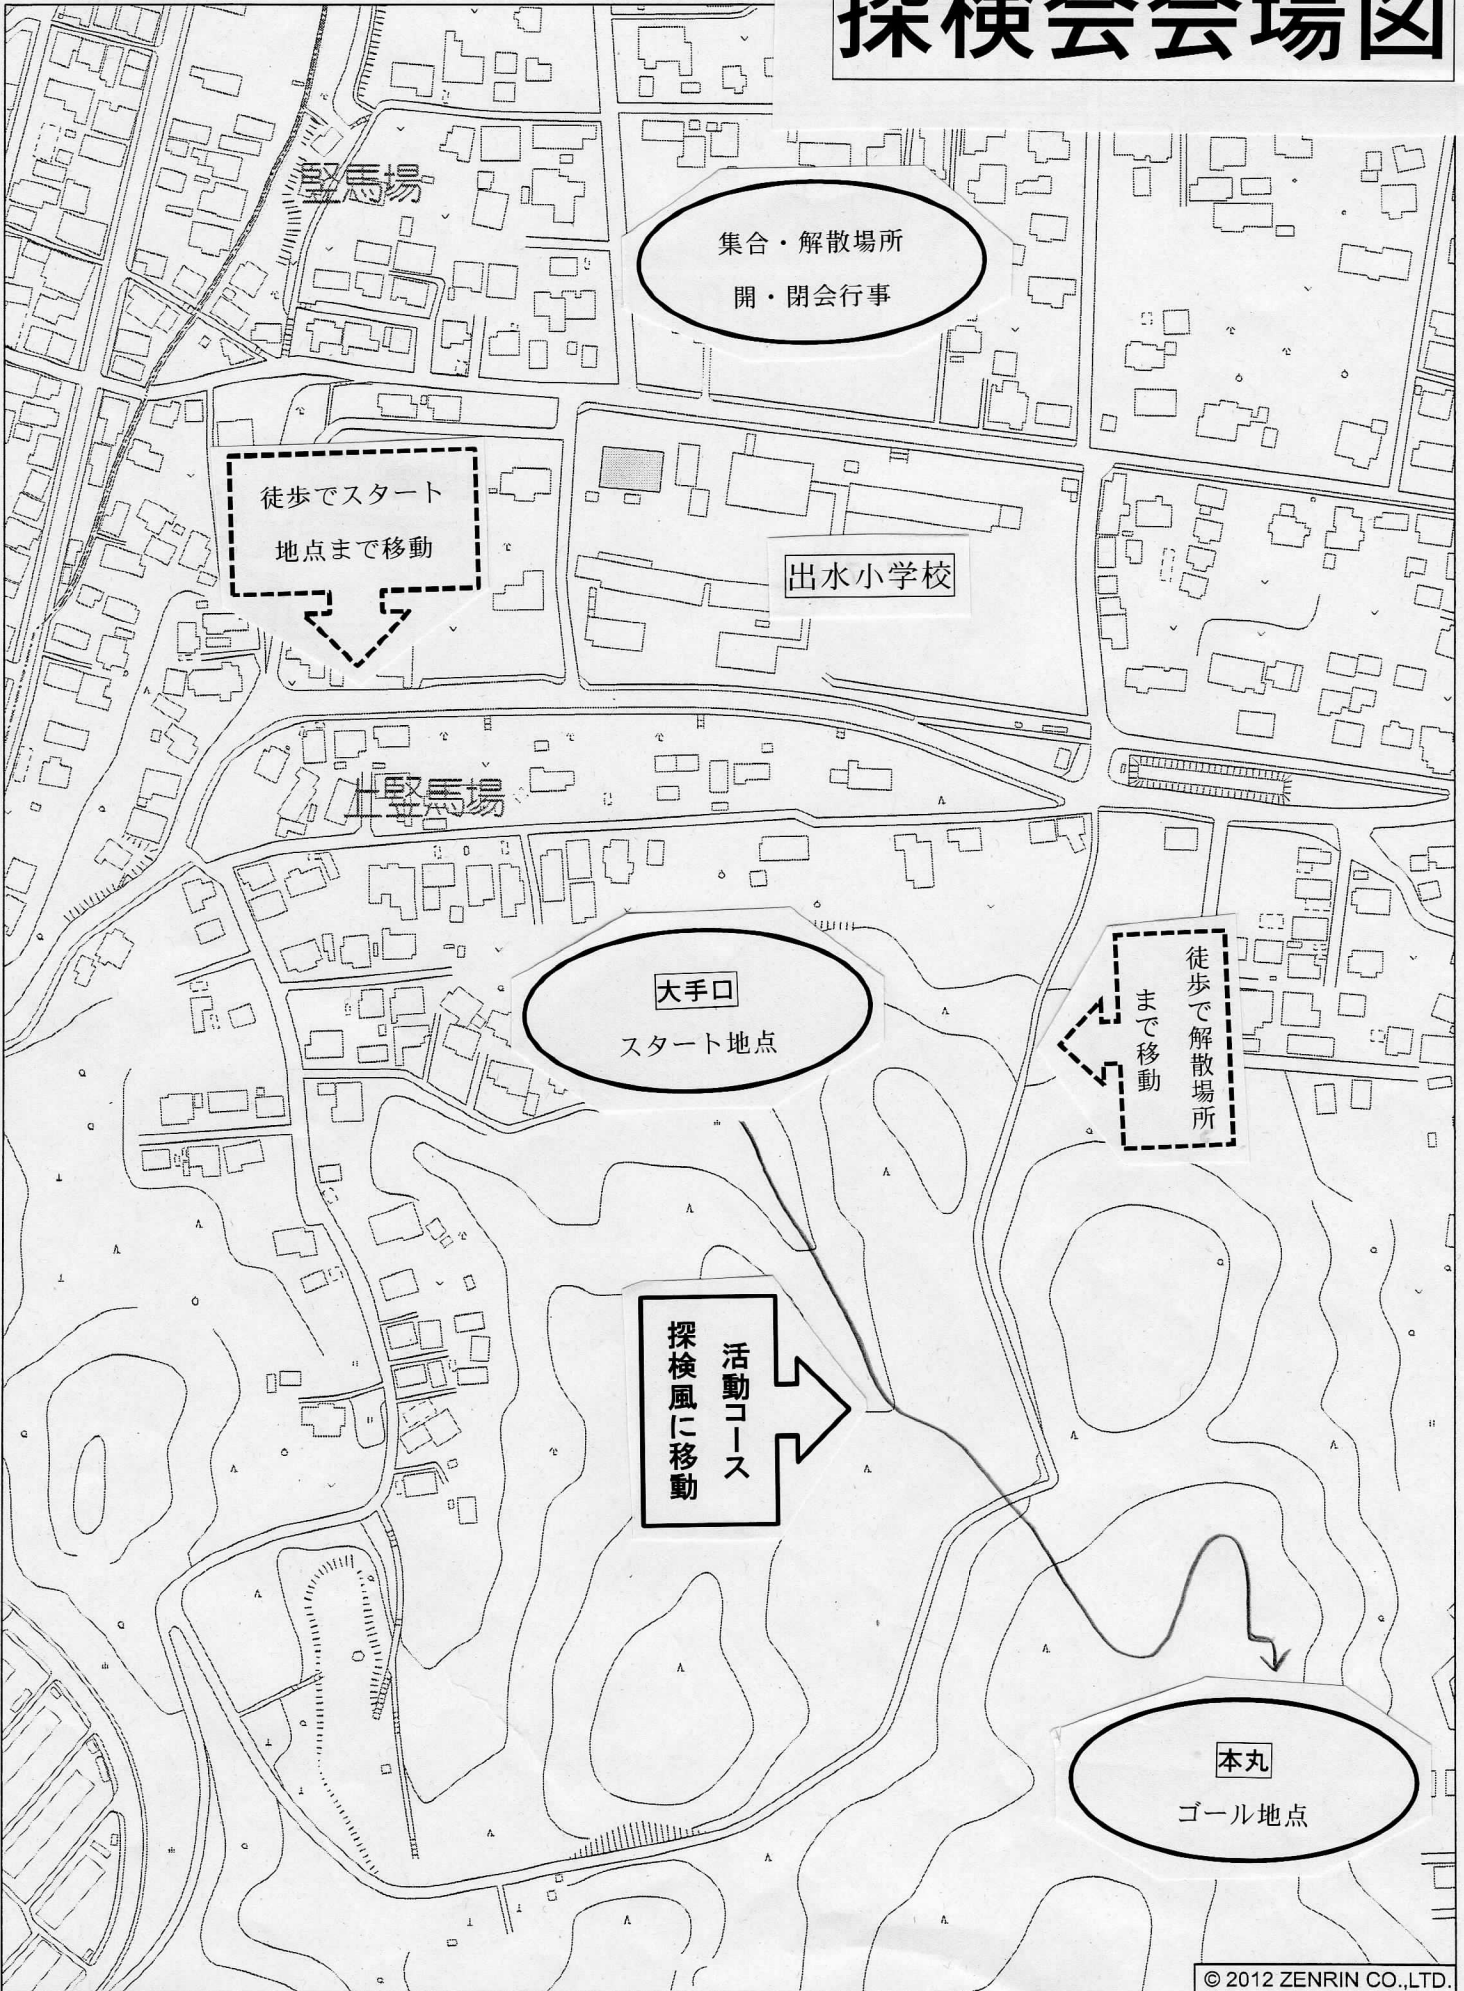 探検会会場図
竪馬場
集合・解散場所
開・閉会行事
徒歩でスタート
地点まで移動
出水小学校
上竪馬場
大手口
スタート地点
徒歩で解散場所
まで移動
活動コース
探検風に移動
本丸
ゴール地点
© 2012 ZENRIN CO.,LTD.